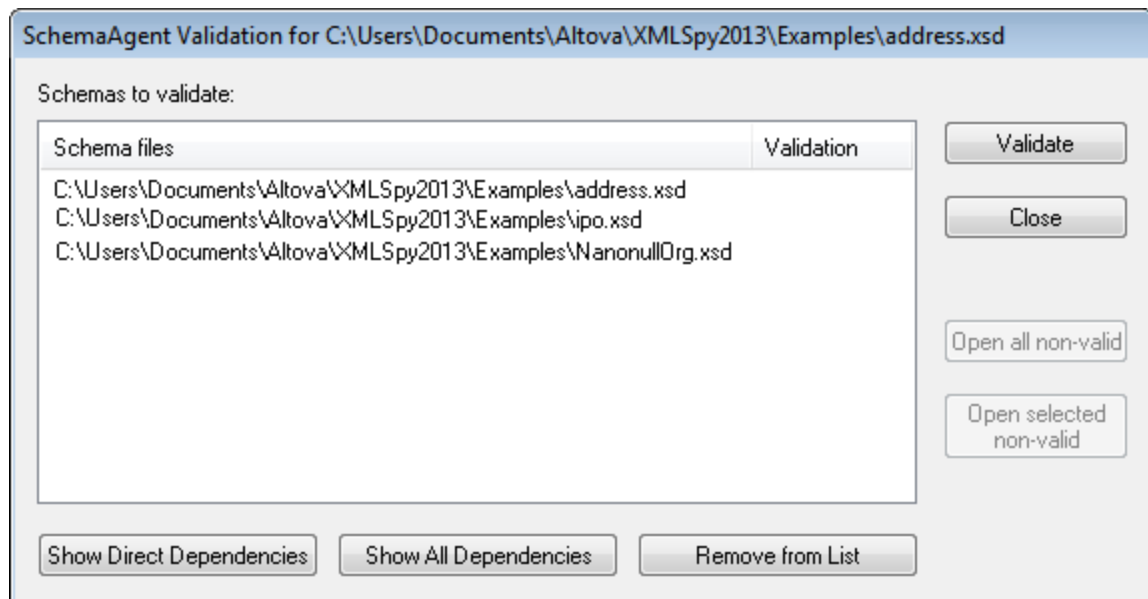 SchemaAgent Validation for C:\Users\Documents\Altova\XMLSpy2013\Examples\address.xsd
Schemas to validate:
Schema files Validation
C:\Users\Documents\Altova\XMLSpy2013\Examples\address.xsd
C:\Users\Documents\Altova\XMLSpy2013\Examples\ipo.xsd
C:\Users\Documents\Altova\XMLSpy2013\Examples\NanonullOrg.xsd
Validate
Close
Open all non-valid
Open selected
non-valid
Show Direct Dependencies Show All Dependencies Remove from List